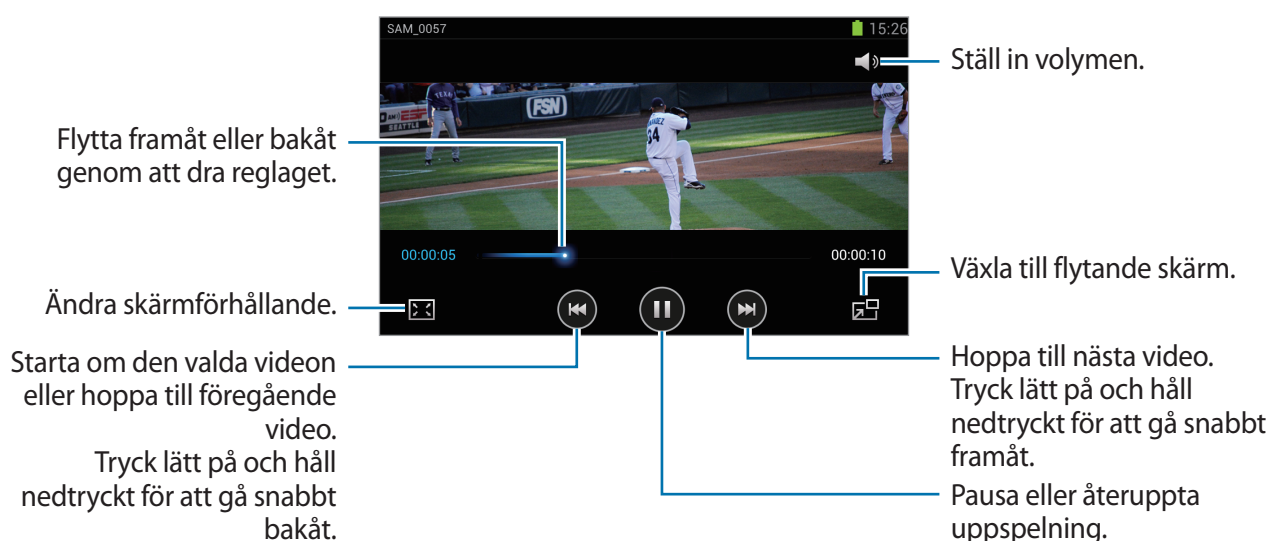 SAM_0057
15:26
Ställ in volymen.
TEXAS
FSN
SEATTLE
34
Flytta framåt eller bakåt
genom att dra reglaget.
00:00:05
00:00:10
Växla till flytande skärm.
Ändra skärmförhållande.
Starta om den valda videon
eller hoppa till föregående
video.
Tryck lätt på och håll
nedtryckt för att gå snabbt
bakåt.
Hoppa till nästa video.
Tryck lätt på och håll
nedtryckt för att gå snabbt
framåt.
Pausa eller återuppta
uppspelning.